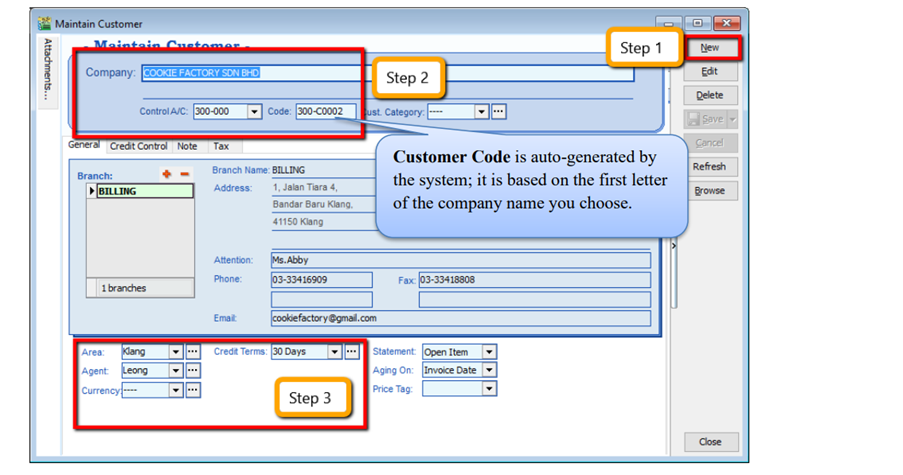 Maintain Customer
Attachments...
- Maintain Customer -
Step 1
New
Company: COOKIE FACTORY SDN BHD
Step 2
Edit
Delete
Control A/C: 300-000 Code: 300-C0002 Cust. Category: ----
Save
General Credit Control Note Tax
Cancel
Customer Code is auto-generated by
the system; it is based on the first letter
of the company name you choose.
Refresh
Browse
Branch:
BILLING
1 branches
Branch Name: BILLING
Address: 1, Jalan Tiara 4,
Bandar Baru Klang,
41150 Klang
Attention: Ms.Abby
Phone: 03-33416909 Fax: 03-33418808
Email: cookiefactory@gmail.com
Area: Klang Credit Terms: 30 Days Statement: Open Item
Agent: Leong Aging On: Invoice Date
Currency: ---- Price Tag:
Step 3
Close